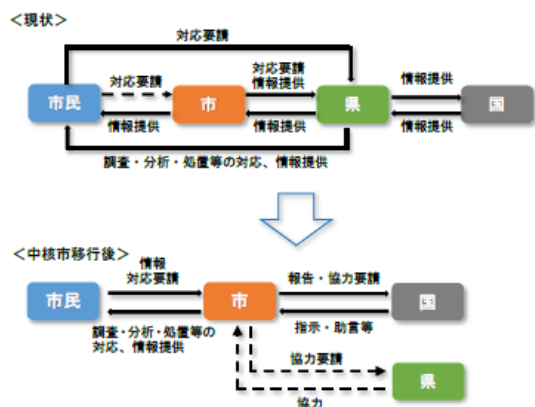 <現状>
対応要請
市民
対応要請
市
対応要請
情報提供
県
情報提供
国
情報提供
情報提供
情報提供
調査・分析・処置等の対応、情報提供
<中核市移行後>
市民
情報
対応要請
市
報告・協力要請
国
調査・分析・処置等の
対応、情報提供
指示・助言等
協力要請
県
協力